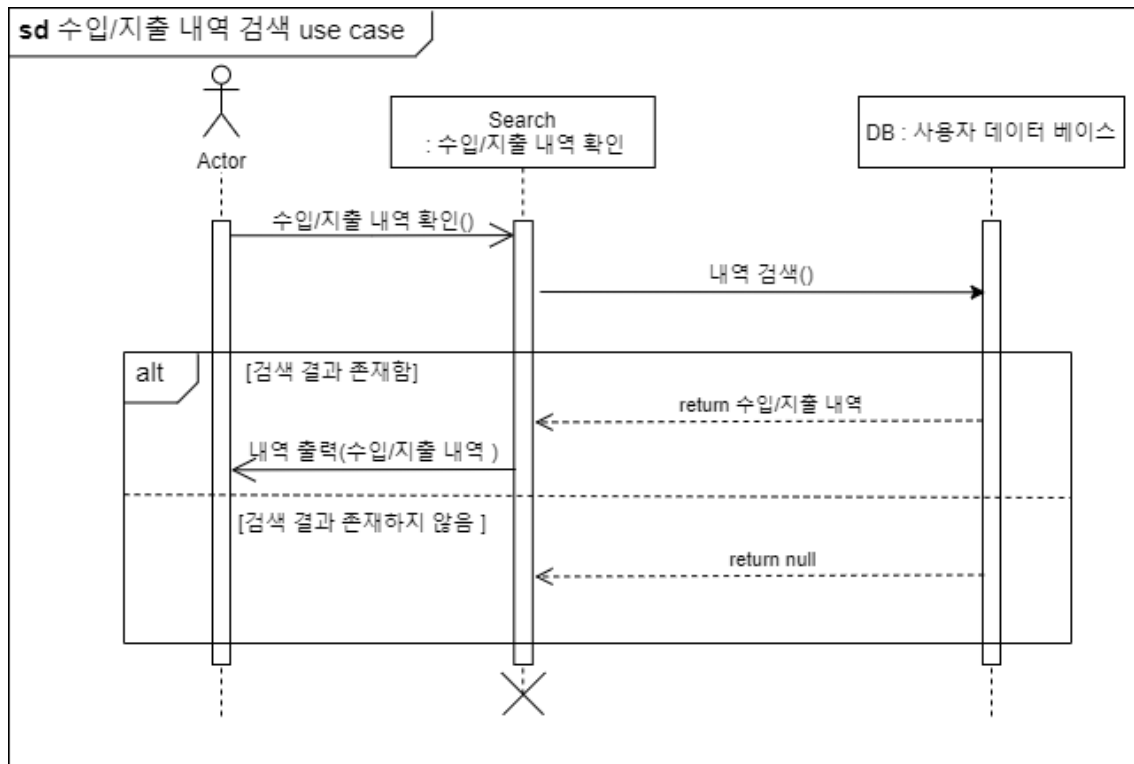 sd 수입/지출 내역 검색 use case
Actor
Search
: 수입/지출 내역 확인
DB : 사용자 데이터 베이스
수입/지출 내역 확인()
내역 검색()
alt
[검색 결과 존재함]
return 수입/지출 내역
내역 출력(수입/지출 내역 )
[검색 결과 존재하지 않음 ]
return null